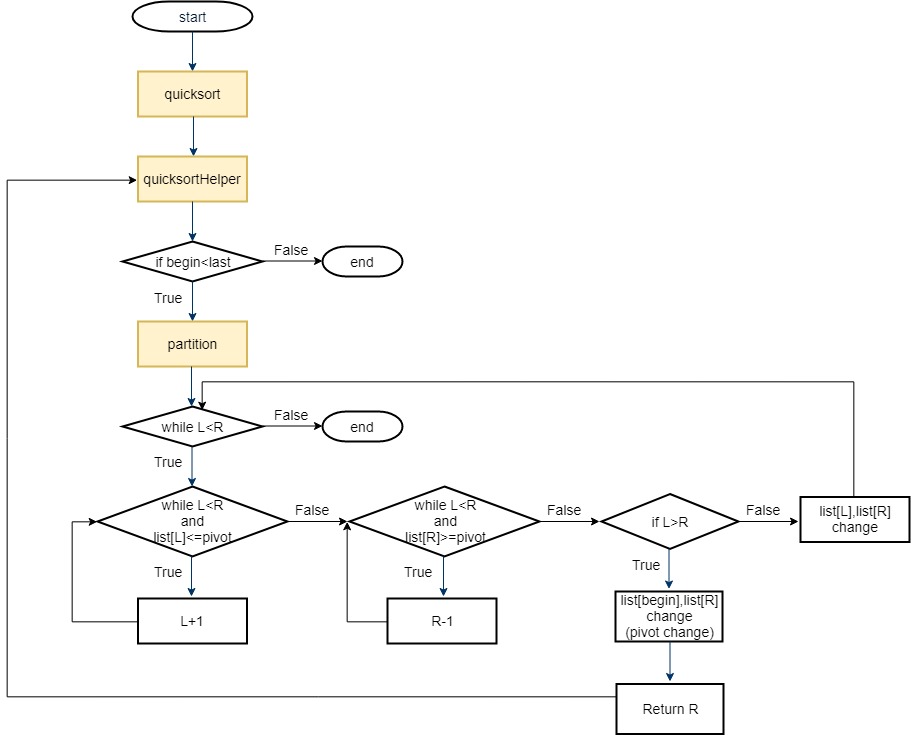 start
quicksort
quicksortHelper
if begin<last
False
end
True
partition
while L<R
False
end
True
while L<R
and
list[L]<=pivot
False
while L<R
and
list[R]>=pivot
False
if L>R
False
list[L],list[R]
change
True
True
True
L+1
R-1
list[begin],list[R]
change
(pivot change)
Return R